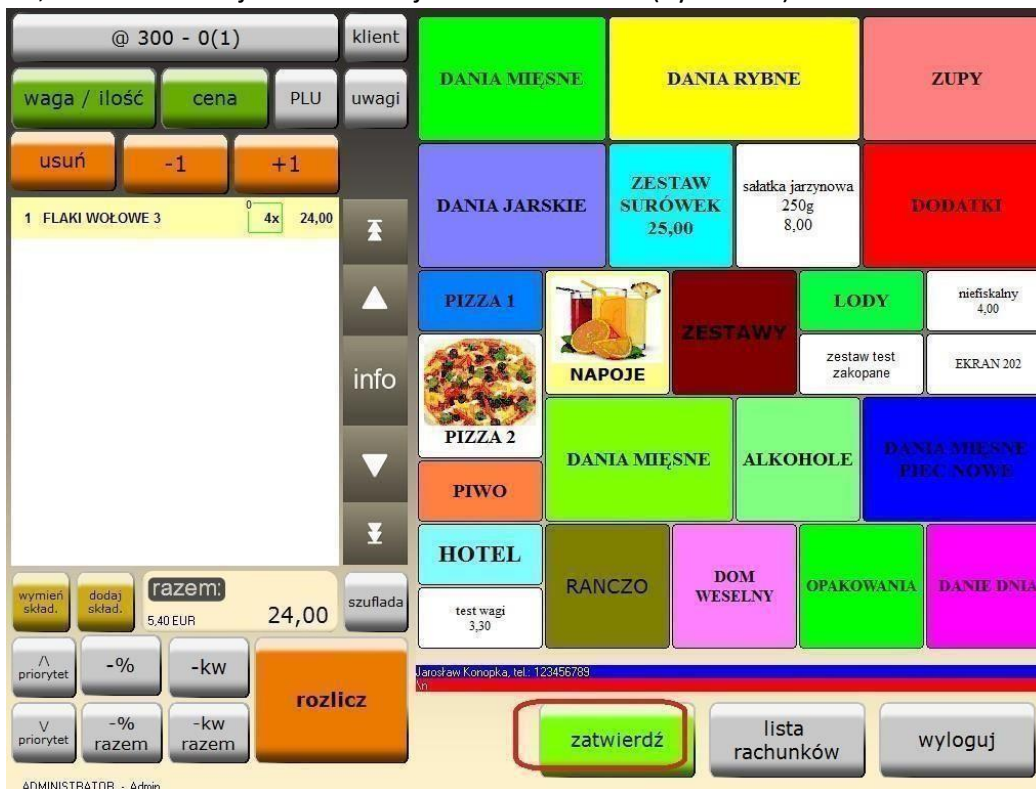 @ 300 - 0(1)
klient
waga / ilość
cena
PLU
uwagi
usuń
-1
+1
1 FLAKI WOŁOWE 3
0
4x
24,00
info
wymień
skład.
dodaj
skład.
razem:
5,40 EUR
24,00
szuflada
/\
priorytet
-%
-kw
rozlicz
\/
priorytet
-%
razem
-kw
razem
ADMINISTRATOR - Admin
DANIA MIĘSNE
DANIA RYBNE
ZUPY
DANIA JARSKIE
ZESTAW
SURÓWEK
25,00
sałatka jarzynowa
250g
8,00
DODATKI
PIZZA 1
NAPOJE
ZESTAWY
LODY
niefiskalny
4,00
zestaw test
zakopane
EKRAN 202
PIZZA 2
DANIA MIĘSNE
ALKOHOLE
DANIA MIĘSNE
PIEC NOWE
PIWO
HOTEL
RANCZO
DOM
WESELNY
OPAKOWANIA
DANIE DNIA
test wagi
3,30
Jarosław Konopka, tel.: 123456789
\n
zatwierdź
lista
rachunków
wyloguj